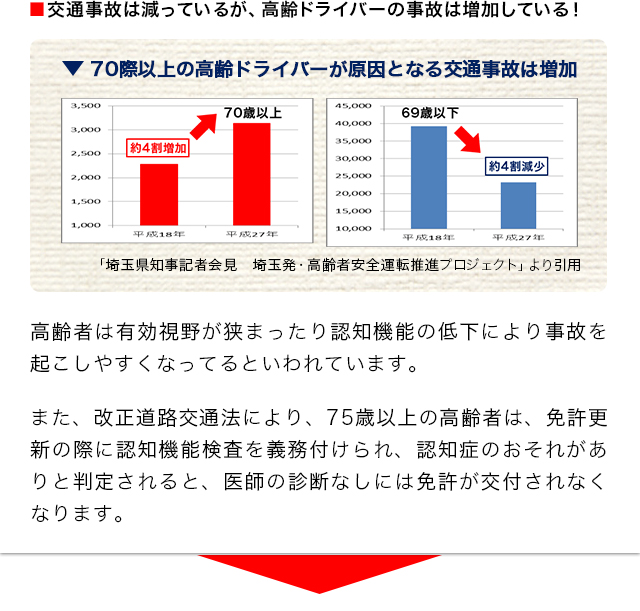 ■交通事故は減っているが、高齢ドライバーの事故は増加している！
▼ 70際以上の高齢ドライバーが原因となる交通事故は増加
3,500
3,000
2,500
2,000
1,500
1,000
70歳以上
約4割増加
平成18年
平成27年
45,000
40,000
35,000
30,000
25,000
20,000
15,000
10,000
69歳以下
約4割減少
平成18年
平成27年
「埼玉県知事記者会見　埼玉発・高齢者安全運転推進プロジェクト」より引用
高齢者は有効視野が狭まったり認知機能の低下により事故を
起こしやすくなってるといわれています。
また、改正道路交通法により、75歳以上の高齢者は、免許更
新の際に認知機能検査を義務付けられ、認知症のおそれがあ
りと判定されると、医師の診断なしには免許が交付されなく
なります。